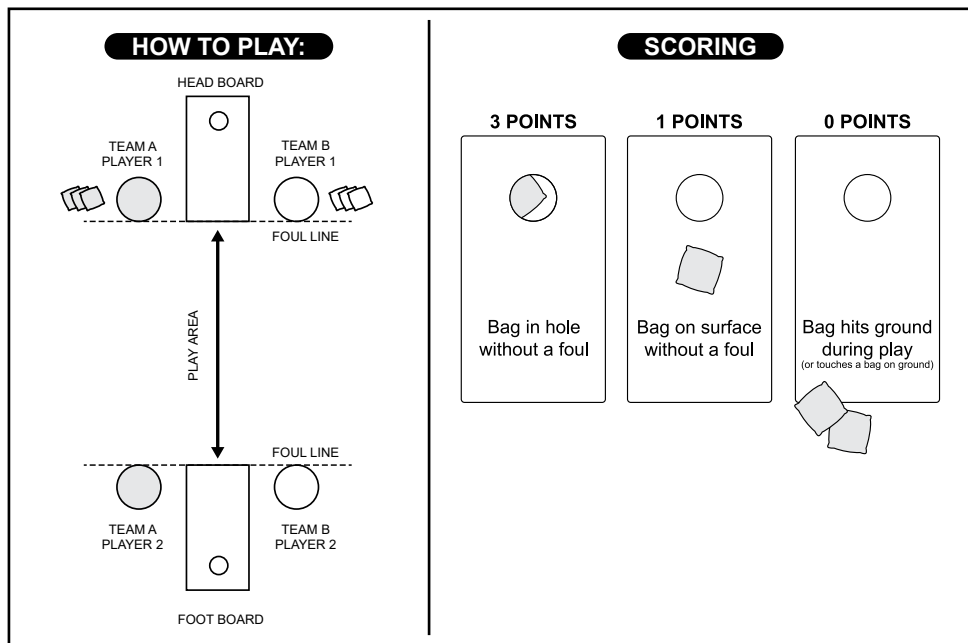 HOW TO PLAY:
HEAD BOARD
TEAM A
PLAYER 1
TEAM B
PLAYER 1
FOUL LINE
PLAY AREA
FOUL LINE
TEAM A
PLAYER 2
TEAM B
PLAYER 2
FOOT BOARD
SCORING
3 POINTS
Bag in hole
without a foul
1 POINTS
Bag on surface
without a foul
0 POINTS
Bag hits ground
during play
(or touches a bag on ground)